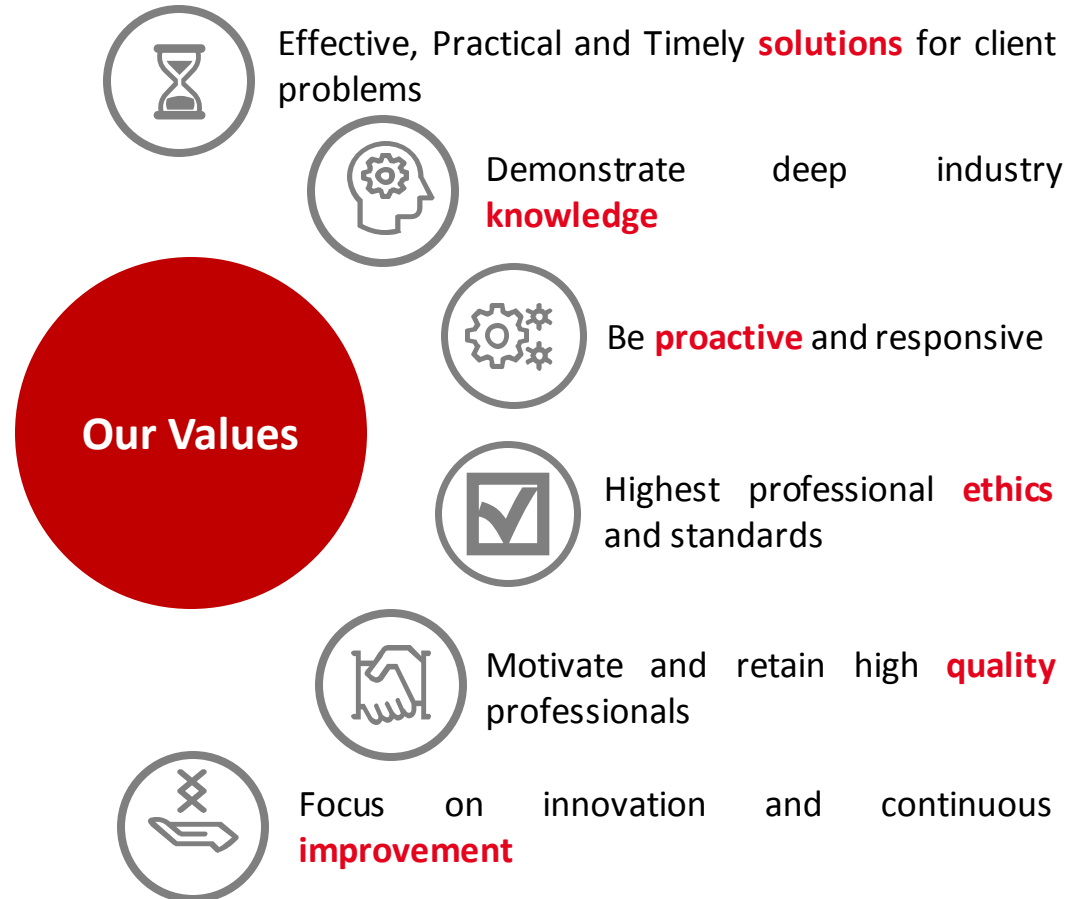 Effective, Practical and Timely solutions for client
problems
Demonstrate deep industry
knowledge
Be proactive and responsive
Our Values
Highest professional ethics
and standards
Motivate and retain high quality
professionals
Focus on innovation and continuous
improvement